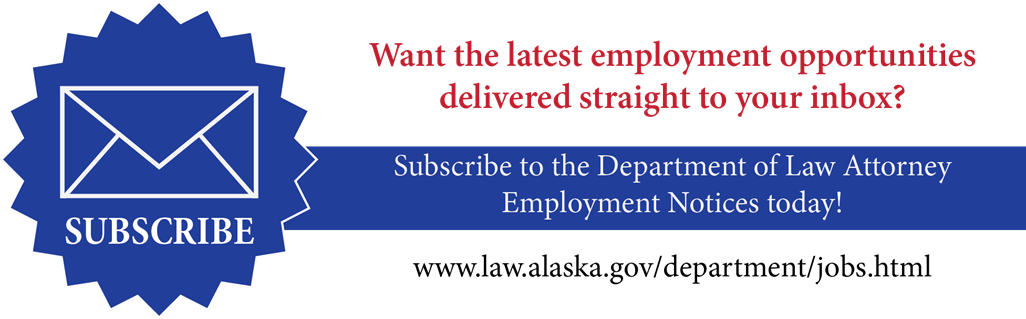 Want the latest employment opportunities
delivered straight to your inbox?
Subscribe to the Department of Law Attorney
Employment Notices today!
SUBSCRIBE
www.law.alaska.gov/department/jobs.html